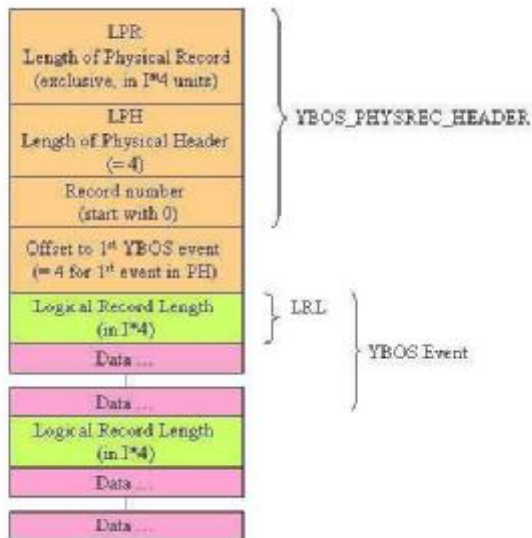 LPR
Length of Physical Record
(exclusive, in I*4 units)
LPH
Length of Physical Header
(= 4)
Record number
(start with 0)
YBOS_PHYSREC_HEADER
Offset to 1st YBOS event
(= 4 for 1st event in PH)
Logical Record Length
(in I*4)
LRL
Data ...
YBOS Event
Data ...
Logical Record Length
(in I*4)
Data ...
Data ...